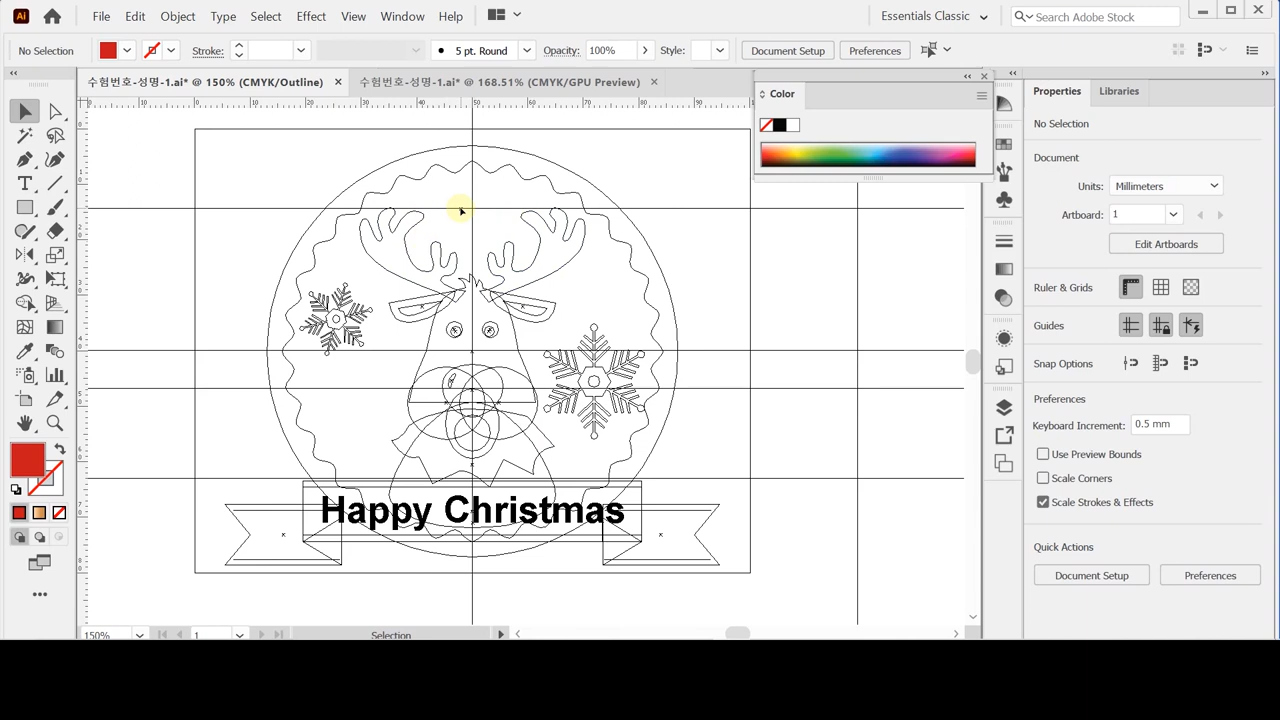 Ai File Edit Object Type Select Effect View Window Help Essentials Classic Search Adobe Stock
No Selection Stroke: 5 pt. Round Opacity: 100% Style: Document Setup Preferences
수험번호-성명-1.ai* @ 150% (CMYK/Outline) × 수험번호-성명-1.ai* @ 168.51% (CMYK/GPU Preview) ×
Color
Properties Libraries
No Selection
Document
Units: Millimeters
Artboard: 1
Edit Artboards
Ruler & Grids
Guides
Snap Options
Preferences
Keyboard Increment: 0.5 mm
Use Preview Bounds
Scale Corners
Scale Strokes & Effects
Quick Actions
Document Setup Preferences
Happy Christmas
150% 1 Selection